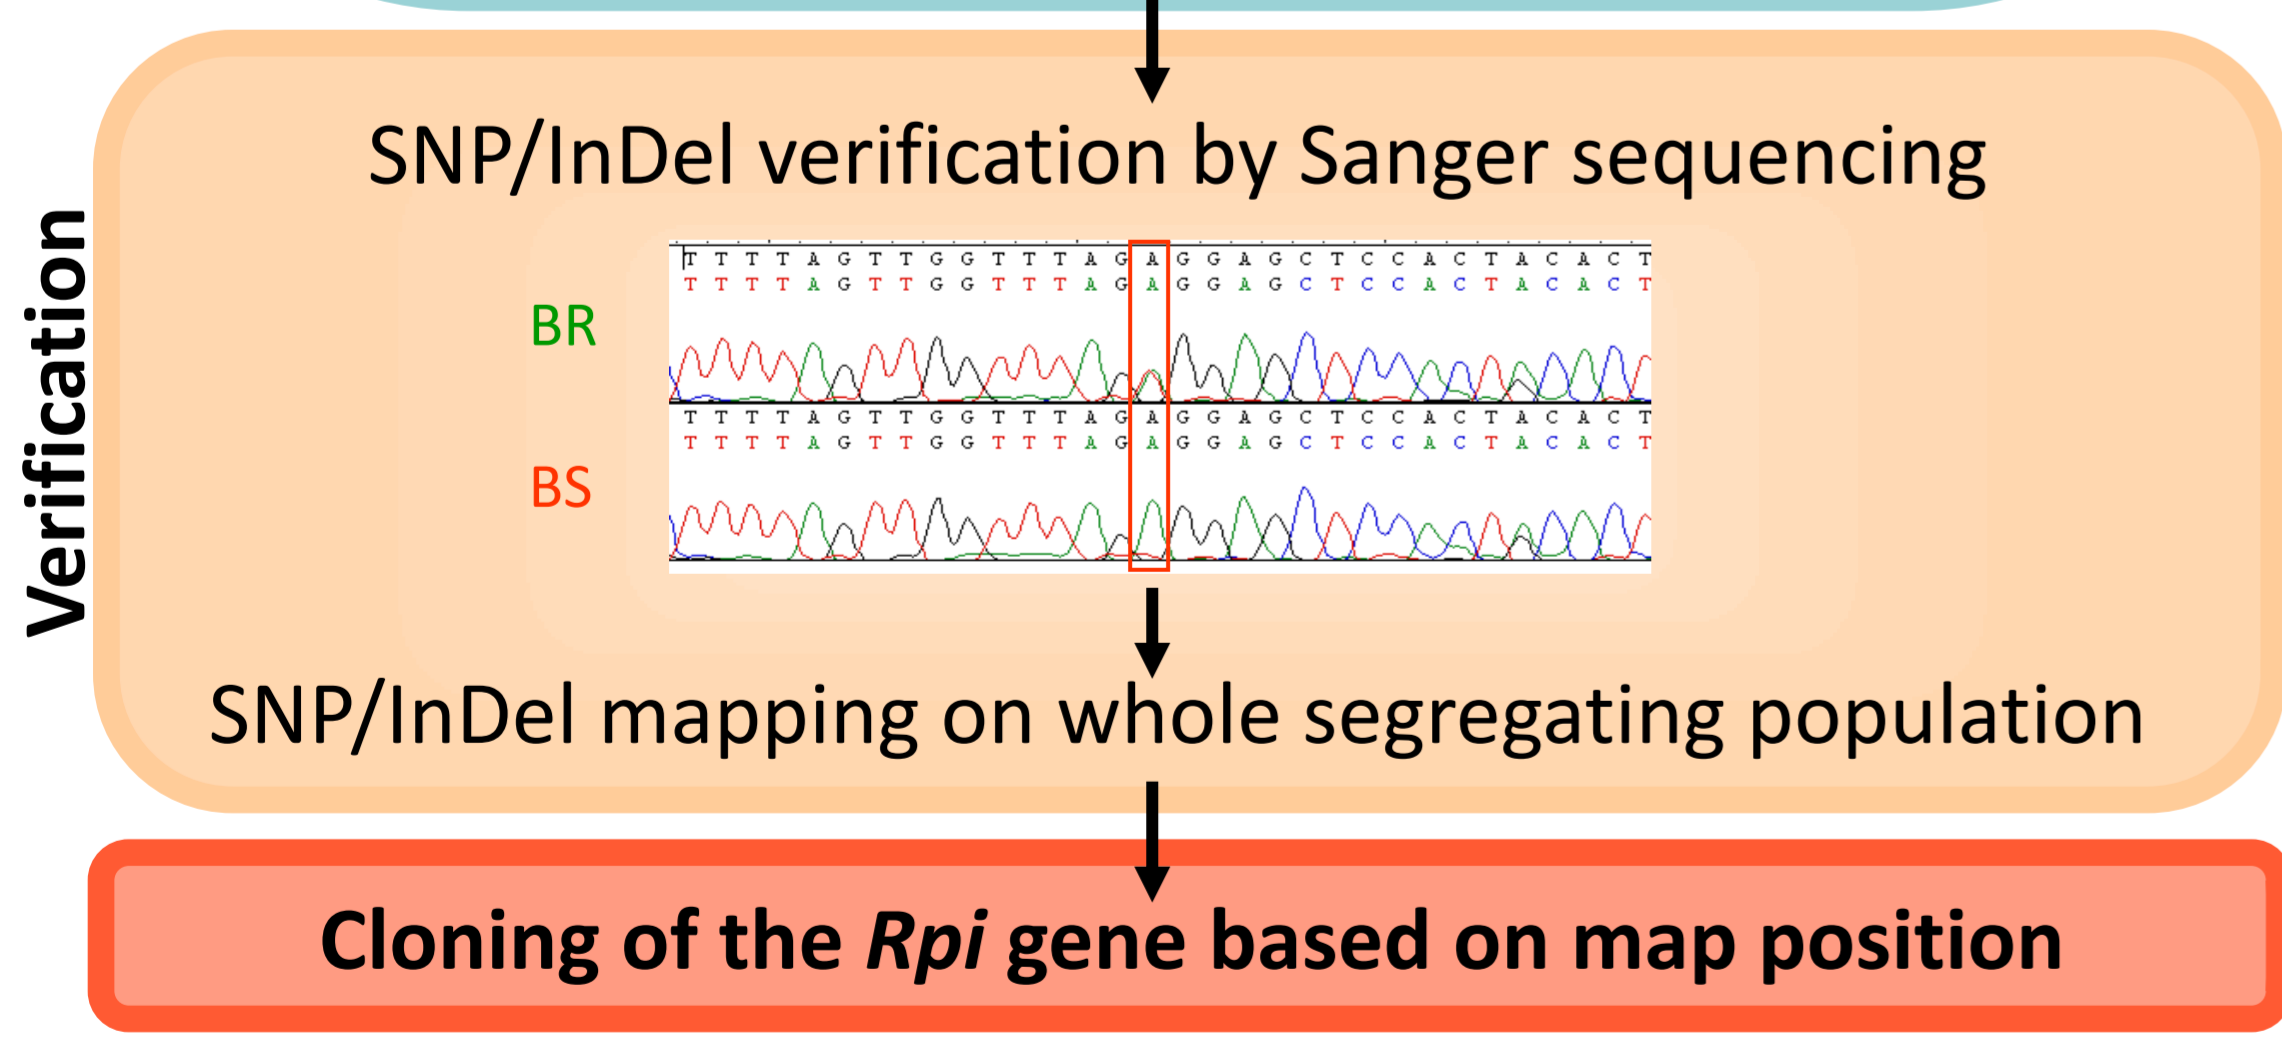 Verification
SNP/InDel verification by Sanger sequencing
T T T T A G T T G G T T T A G A G G A G C T C C A C T A C A C T
T T T T A G T T G G T T T A G A G G A G C T C C A C T A C A C T
BR
T T T T A G T T G G T T T A G A G G A G C T C C A C T A C A C T
T T T T A G T T G G T T T A G A G G A G C T C C A C T A C A C T
BS
SNP/InDel mapping on whole segregating population
Cloning of the Rpi gene based on map position